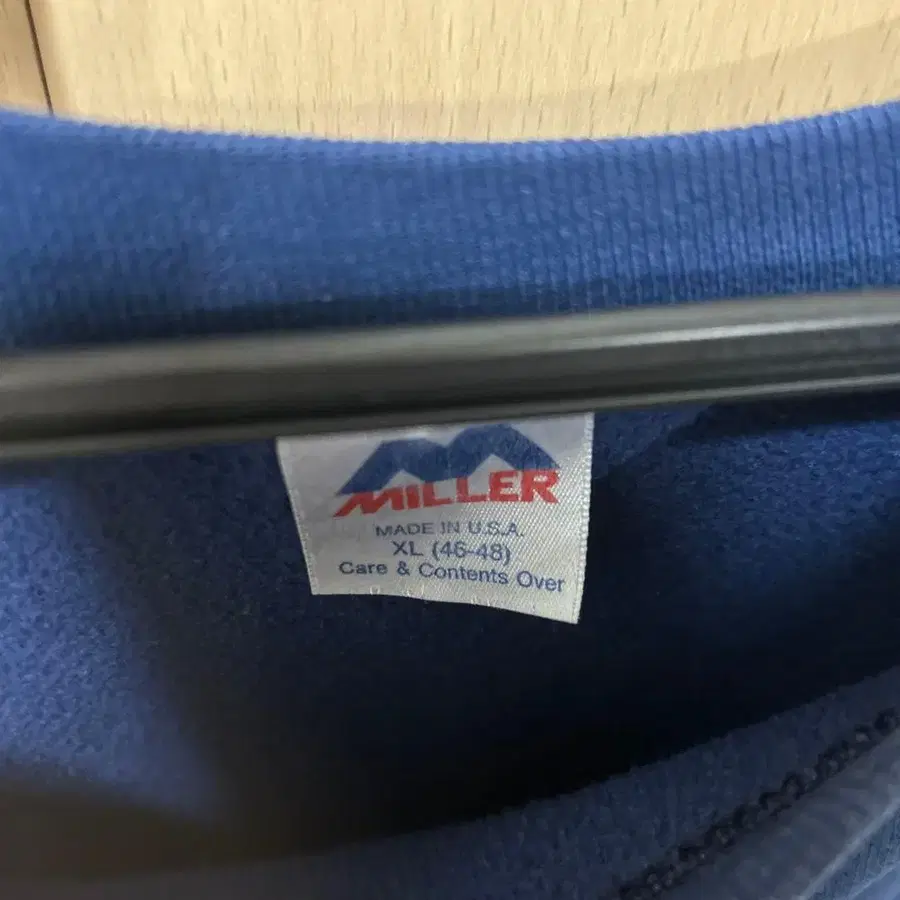 MILLER
MADE IN U.S.A.
XL (46-48)
Care & Contents Over